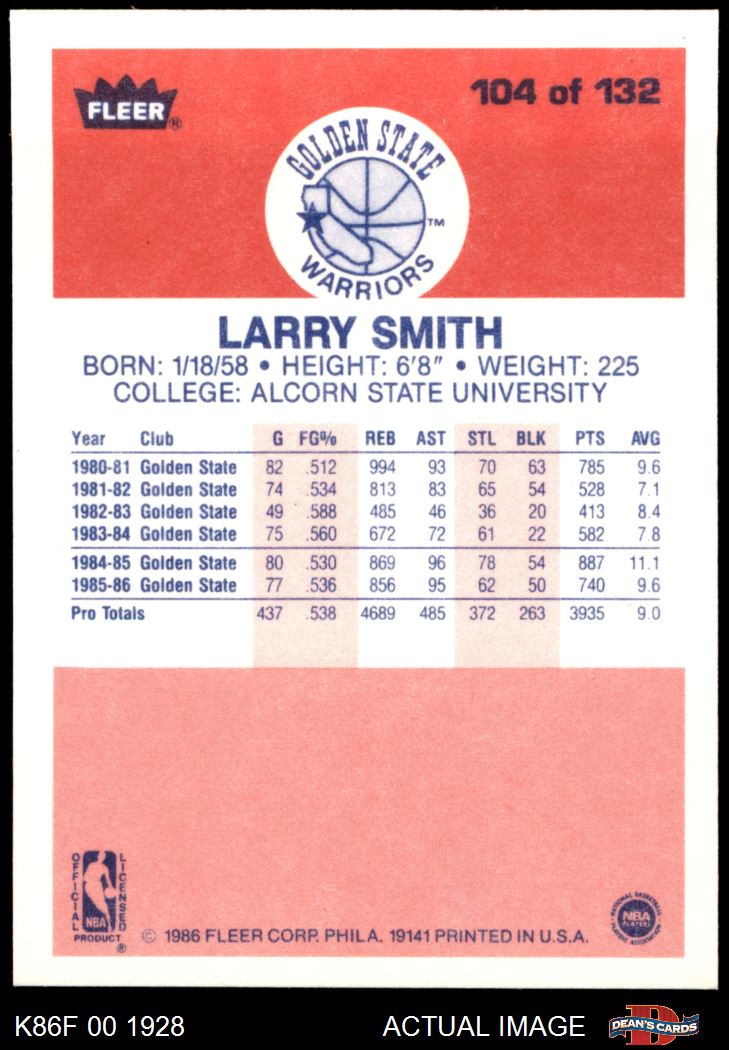 FLEER®
104 of 132
GOLDEN STATE
WARRIORS
TM
LARRY SMITH
BORN: 1/18/58 • HEIGHT: 6'8" • WEIGHT: 225
COLLEGE: ALCORN STATE UNIVERSITY
Year Club G FG% REB AST STL BLK PTS AVG
1980-81 Golden State 82 .512 994 93 70 63 785 9.6
1981-82 Golden State 74 .534 813 83 65 54 528 7.1
1982-83 Golden State 49 .588 485 46 36 20 413 8.4
1983-84 Golden State 75 .560 672 72 61 22 582 7.8
1984-85 Golden State 80 .530 869 96 78 54 887 11.1
1985-86 Golden State 77 .536 856 95 62 50 740 9.6
Pro Totals 437 .538 4689 485 372 263 3935 9.0
OFFICIAL
LICENSED
NBA
PRODUCT ®
© 1986 FLEER CORP. PHILA. 19141 PRINTED IN U.S.A.
NATIONAL BASKETBALL
NBA
PLAYERS
PLAYERS ASSOCIATION
K86F 00 1928
ACTUAL IMAGE
D
DEAN'S CARDS